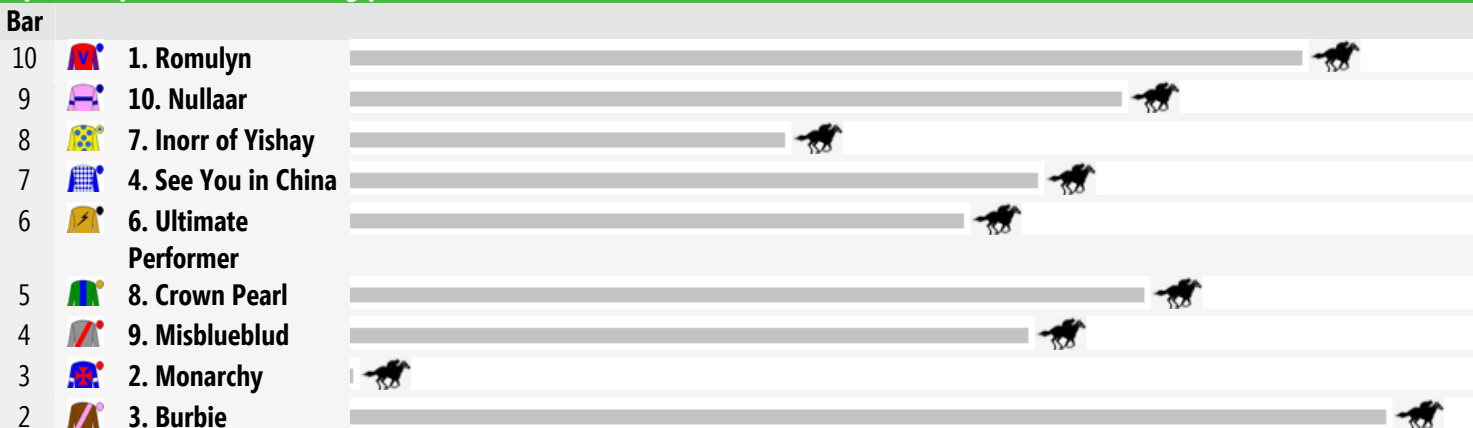 Bar
10 1. Romulyn
9 10. Nullaar
8 7. Inorr of Yishay
7 4. See You in China
6 6. Ultimate
Performer
5 8. Crown Pearl
4 9. Misblueblud
3 2. Monarchy
2 3. Burbie